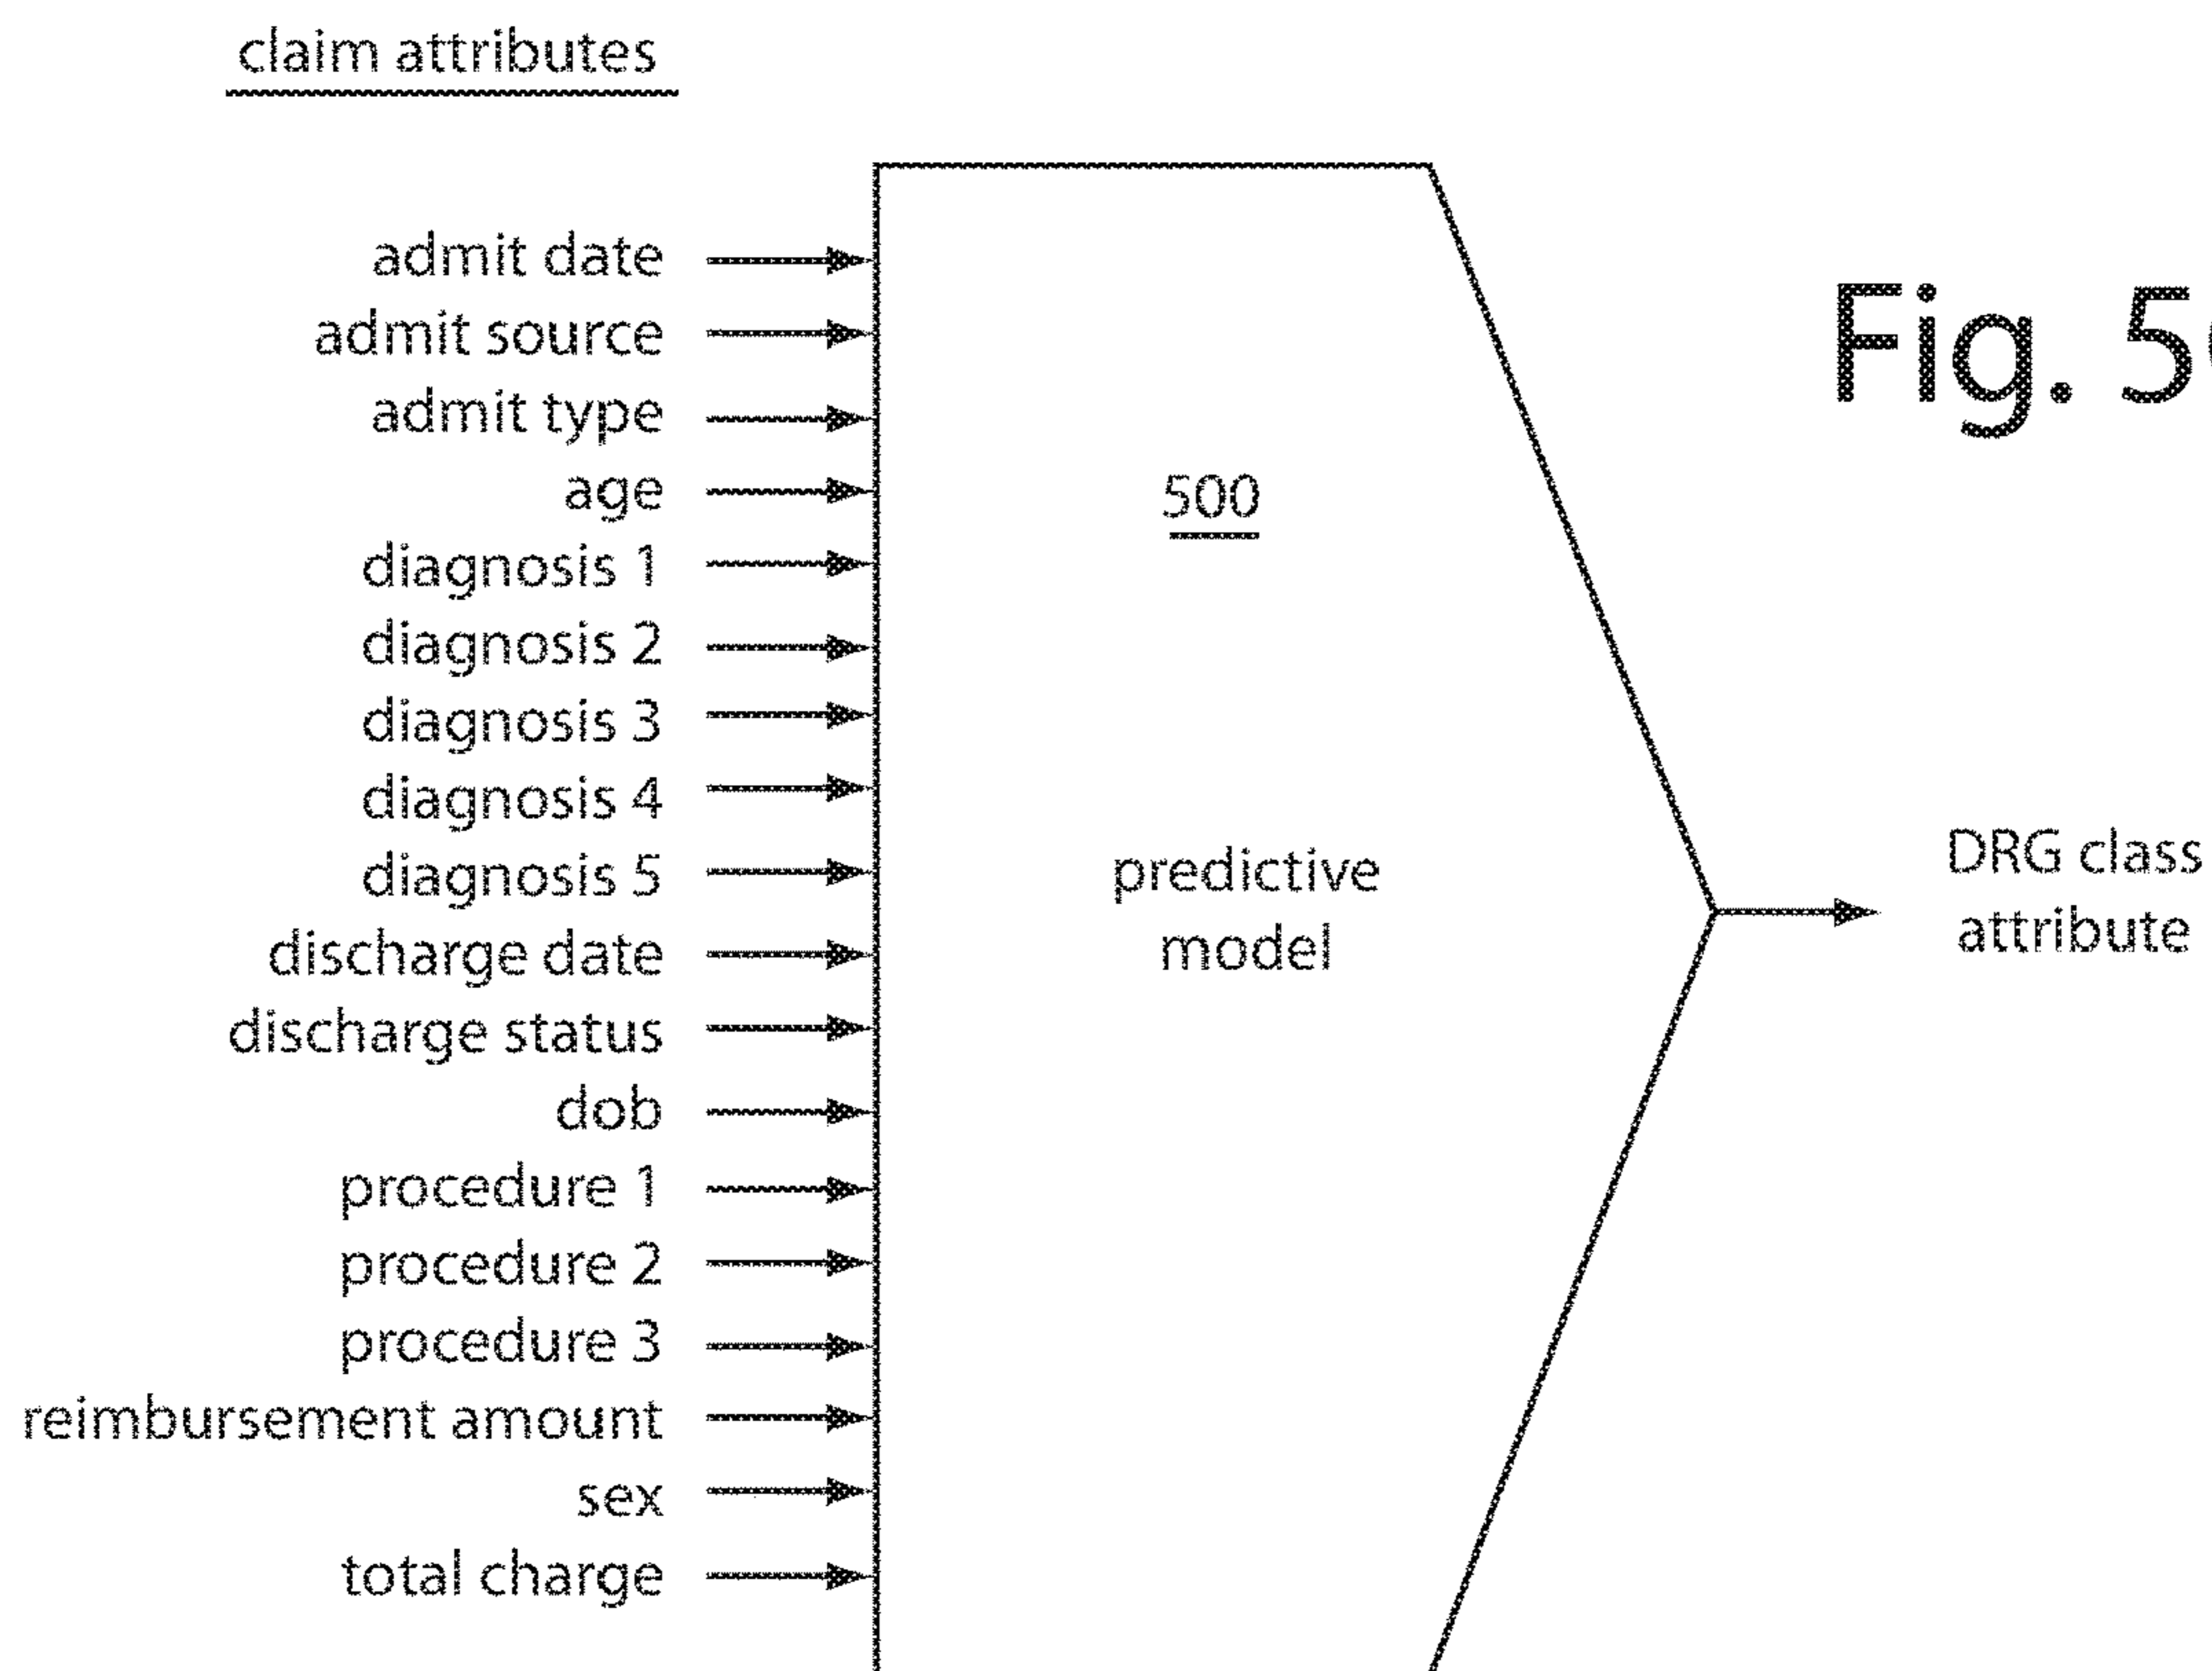 claim attributes
admit date
admit source
admit type
age
diagnosis 1
diagnosis 2
diagnosis 3
diagnosis 4
diagnosis 5
discharge date
discharge status
dob
procedure 1
procedure 2
procedure 3
reimbursement amount
sex
total charge
500
predictive
model
Fig.
DRG class
attribute